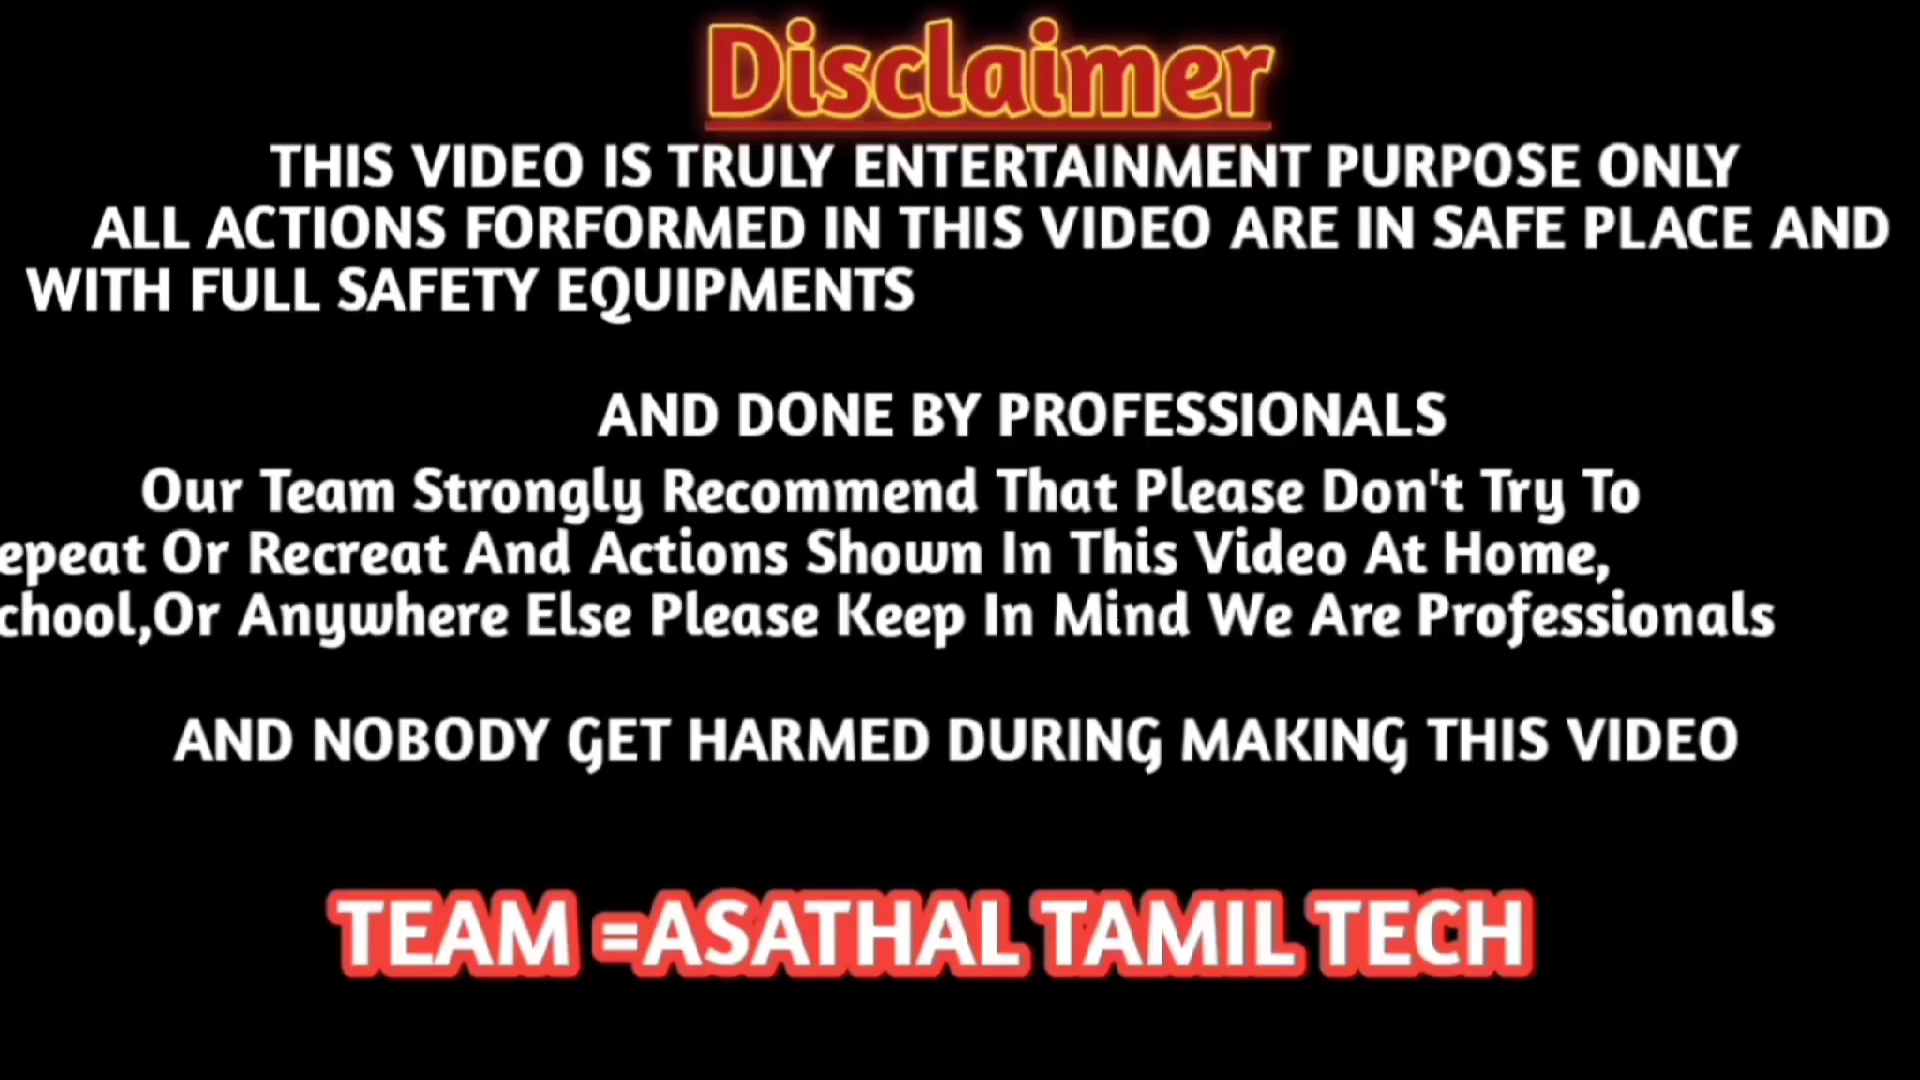 Disclaimer
THIS VIDEO IS TRULY ENTERTAINMENT PURPOSE ONLY
ALL ACTIONS FORFORMED IN THIS VIDEO ARE IN SAFE PLACE AND
WITH FULL SAFETY EQUIPMENTS
AND DONE BY PROFESSIONALS
Our Team Strongly Recommend That Please Don't Try To
epeat Or Recreat And Actions Shown In This Video At Home,
chool,Or Anywhere Else Please Keep In Mind We Are Professionals
AND NOBODY GET HARMED DURING MAKING THIS VIDEO
TEAM =ASATHAL TAMIL TECH